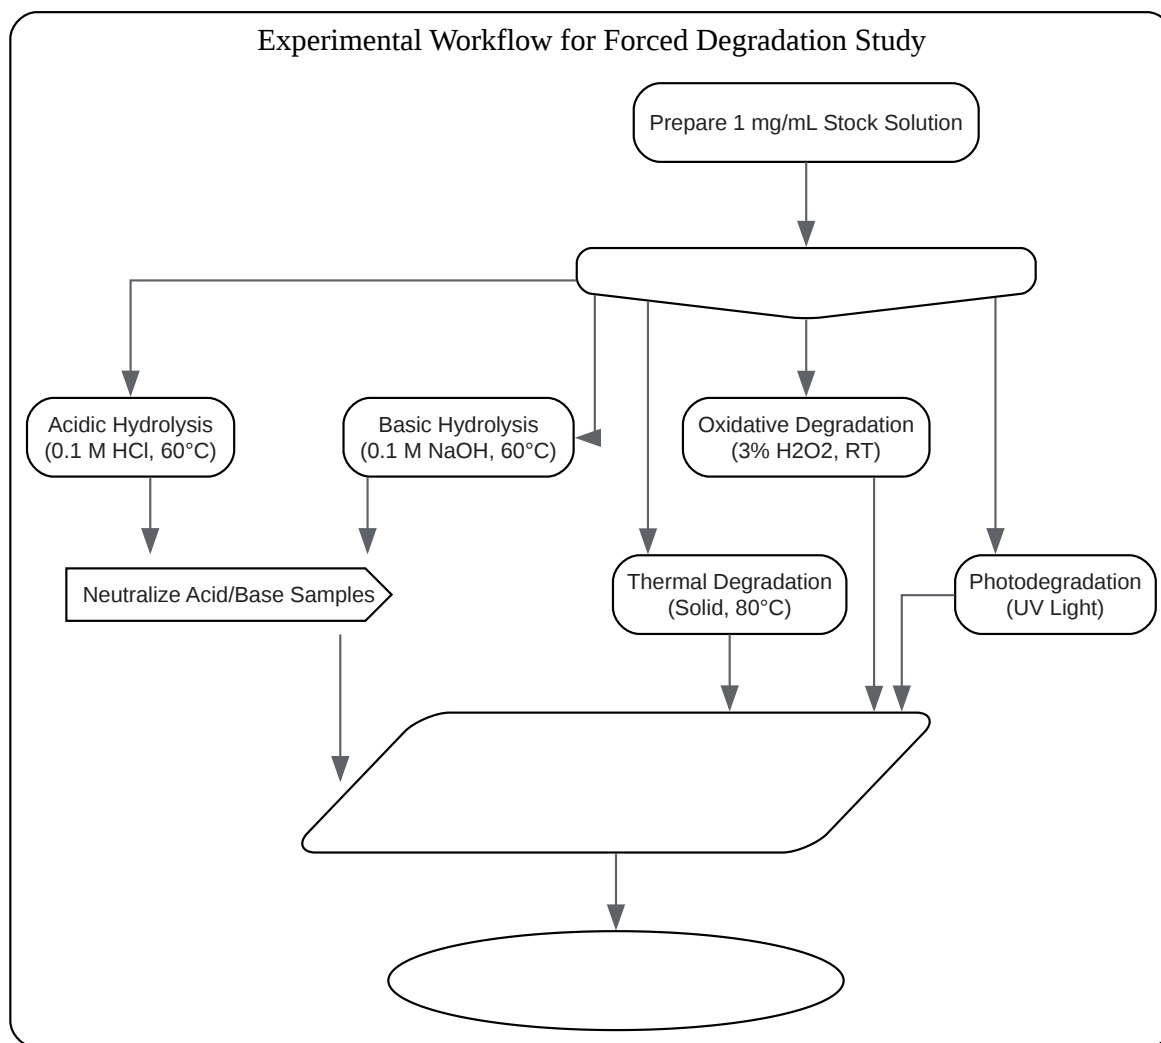 Experimental Workflow for Forced Degradation Study
Prepare 1 mg/mL Stock Solution
Acidic Hydrolysis
(0.1 M HCl, 60°C)
Basic Hydrolysis
(0.1 M NaOH, 60°C)
Oxidative Degradation
(3% H2O2, RT)
Neutralize Acid/Base Samples
Thermal Degradation
(Solid, 80°C)
Photodegradation
(UV Light)